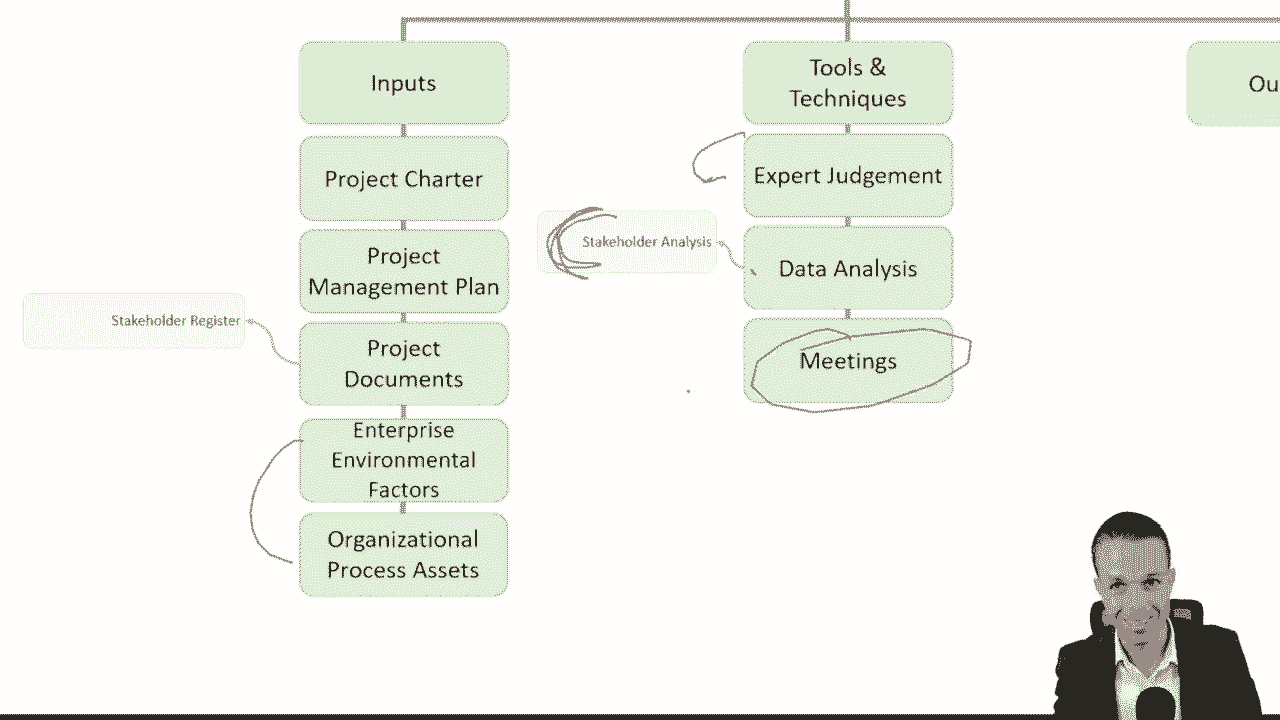 Inputs
Project Charter
Project
Management Plan
Project
Documents
Stakeholder Register
Enterprise
Environmental
Factors
Organizational
Process Assets
Tools &
Techniques
Expert Judgement
Stakeholder Analysis
Data Analysis
Meetings
Ou